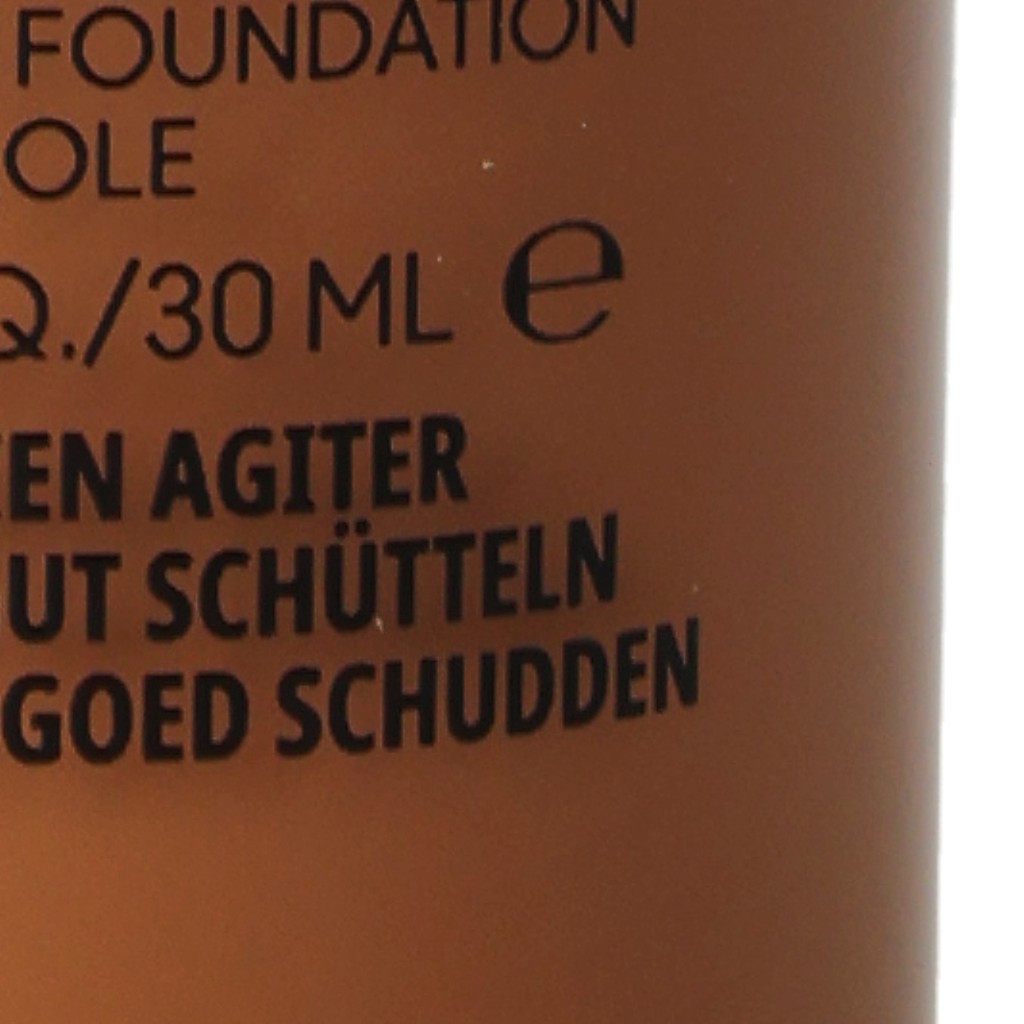 FOUNDATION
OLE
Q./30 ML ℮
EN AGITER
UT SCHÜTTELN
GOED SCHUDDEN